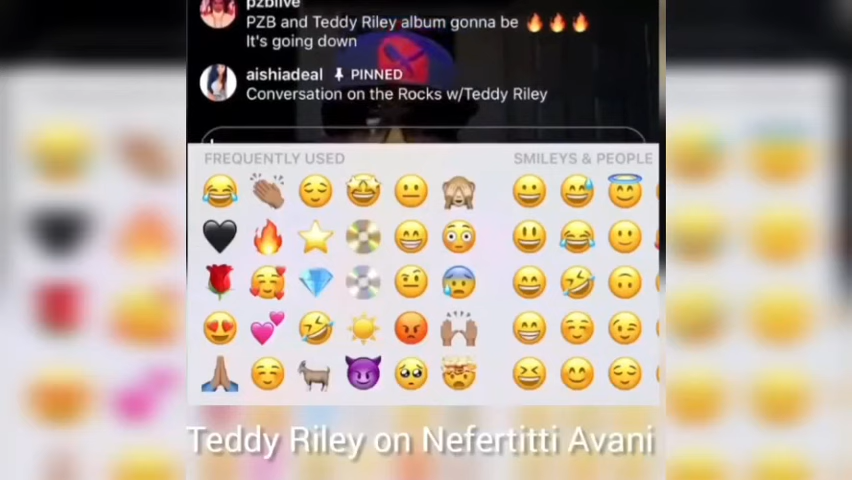 pzblive
PZB and Teddy Riley album gonna be 🔥🔥🔥
It's going down
aishiadeal 📌 PINNED
Conversation on the Rocks w/Teddy Riley
FREQUENTLY USED
SMILEYS & PEOPLE
Teddy Riley on Nefertitti Avani